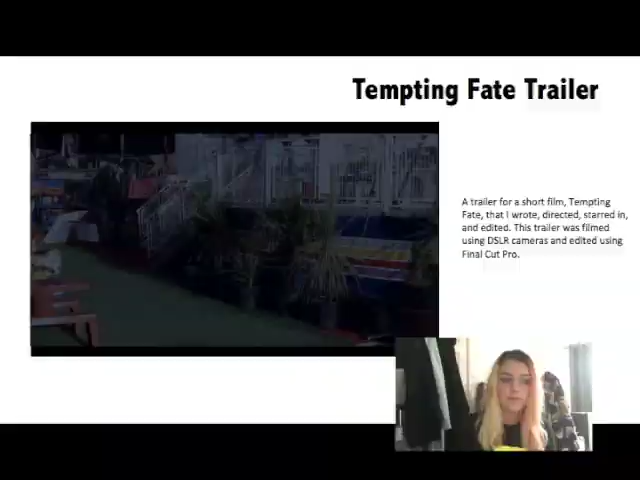 Tempting Fate Trailer
A trailer for a short film, Tempting
Fate, that I wrote, directed, starred in,
and edited. This trailer was filmed
using DSLR cameras and edited using
Final Cut Pro.